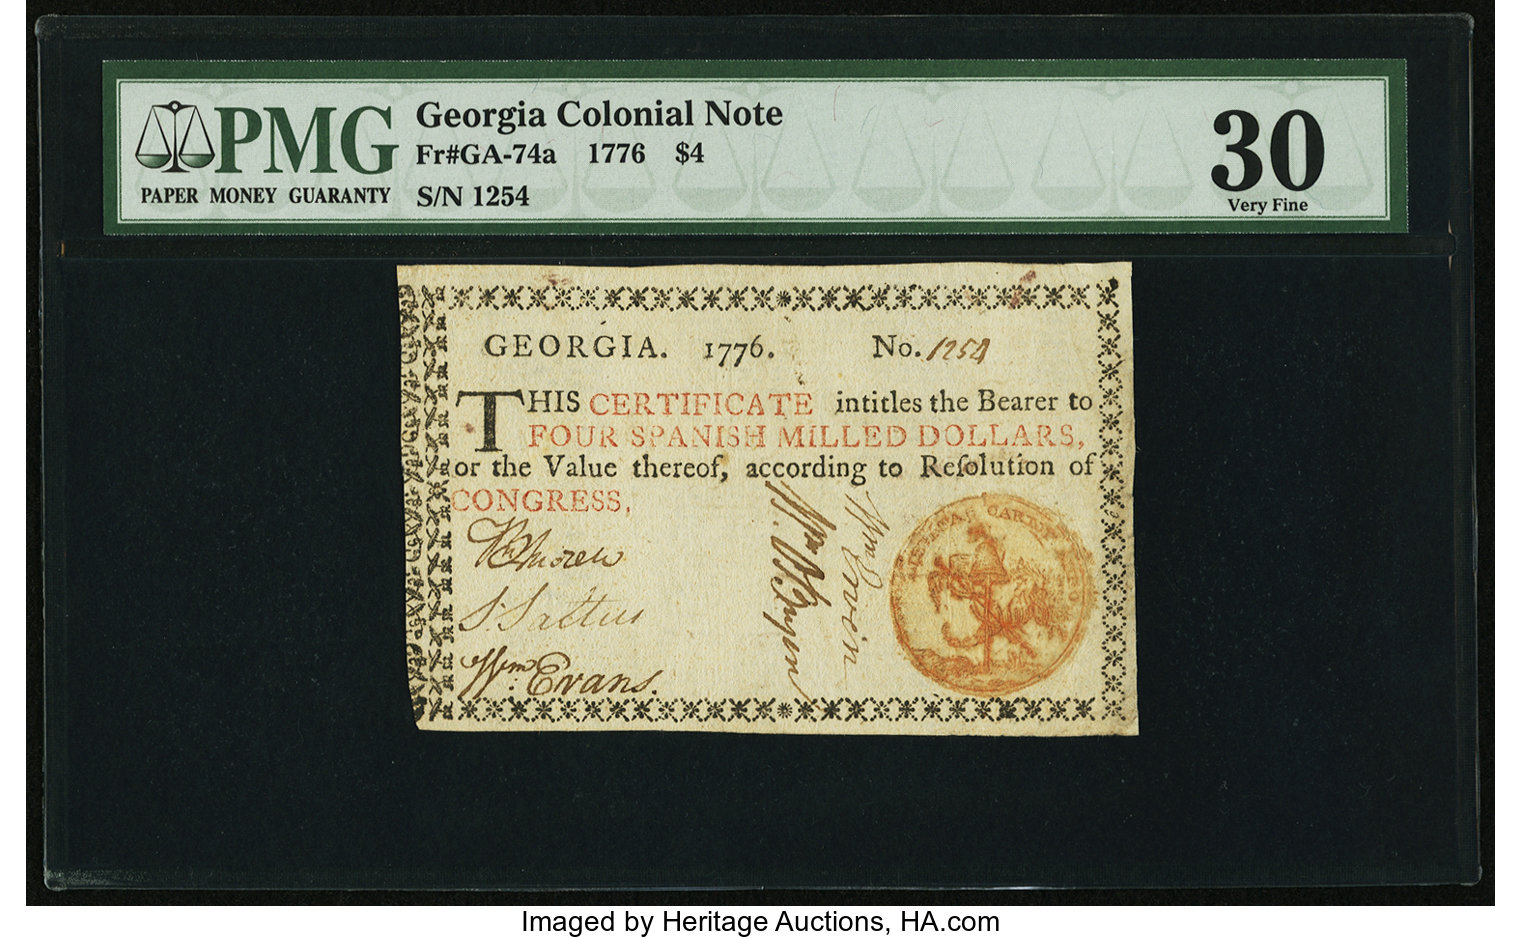 PMG
PAPER MONEY GUARANTY
Georgia Colonial Note
Fr#GA-74a 1776 $4
S/N 1254
30
Very Fine
GEORGIA. 1776. No. 1254
THIS CERTIFICATE intitles the Bearer to
FOUR SPANISH MILLED DOLLARS,
or the Value thereof, according to Reſolution of
CONGRESS,
Wm. Evans.
Imaged by Heritage Auctions, HA.com